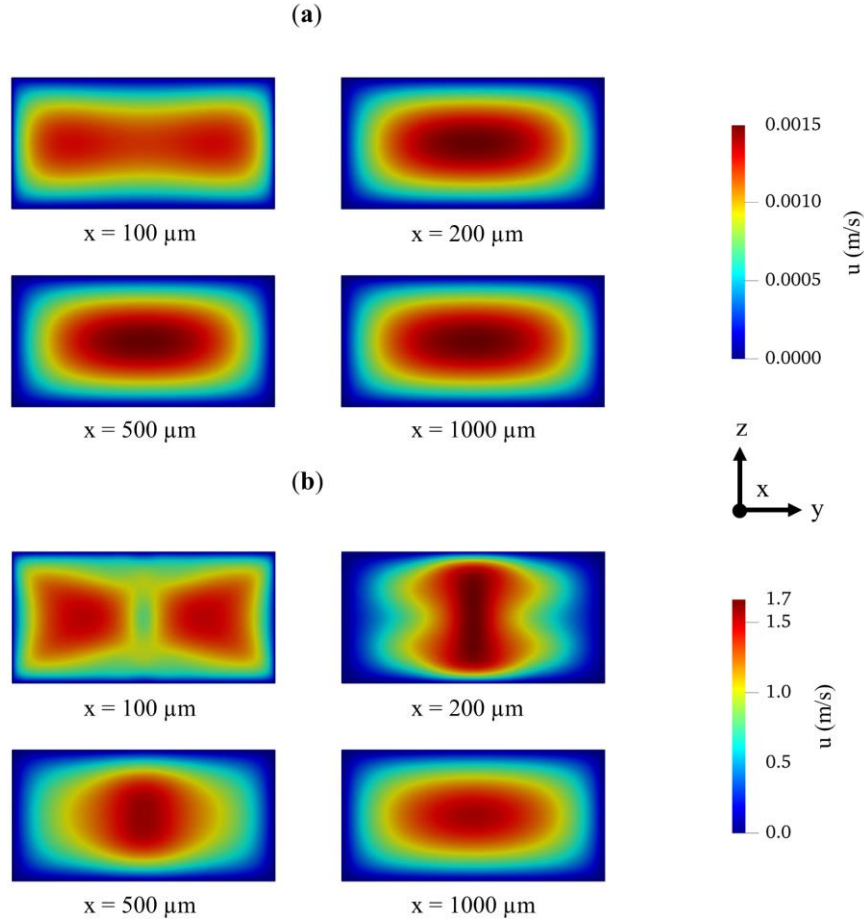 (a)
x = 100 µm
x = 200 µm
x = 500 µm
x = 1000 µm
0.0015
0.0010
0.0005
0.0000
u (m/s)
z
x
y
(b)
x = 100 µm
x = 200 µm
x = 500 µm
x = 1000 µm
1.7
1.5
1.0
0.5
0.0
u (m/s)